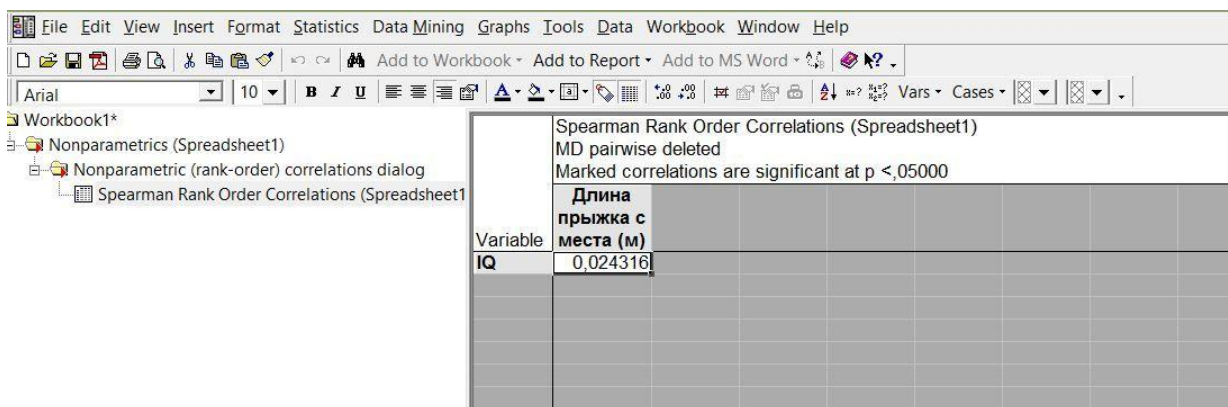 File Edit View Insert Format Statistics Data Mining Graphs Tools Data Workbook Window Help
Add to Workbook Add to Report Add to MS Word
Arial 10 B I U Vars Cases
Workbook1*
Nonparametrics (Spreadsheet1)
Nonparametric (rank-order) correlations dialog
Spearman Rank Order Correlations (Spreadsheet1
Spearman Rank Order Correlations (Spreadsheet1)
MD pairwise deleted
Marked correlations are significant at p <,05000
Variable
Длина
прыжка с
места (м)
IQ 0,024316